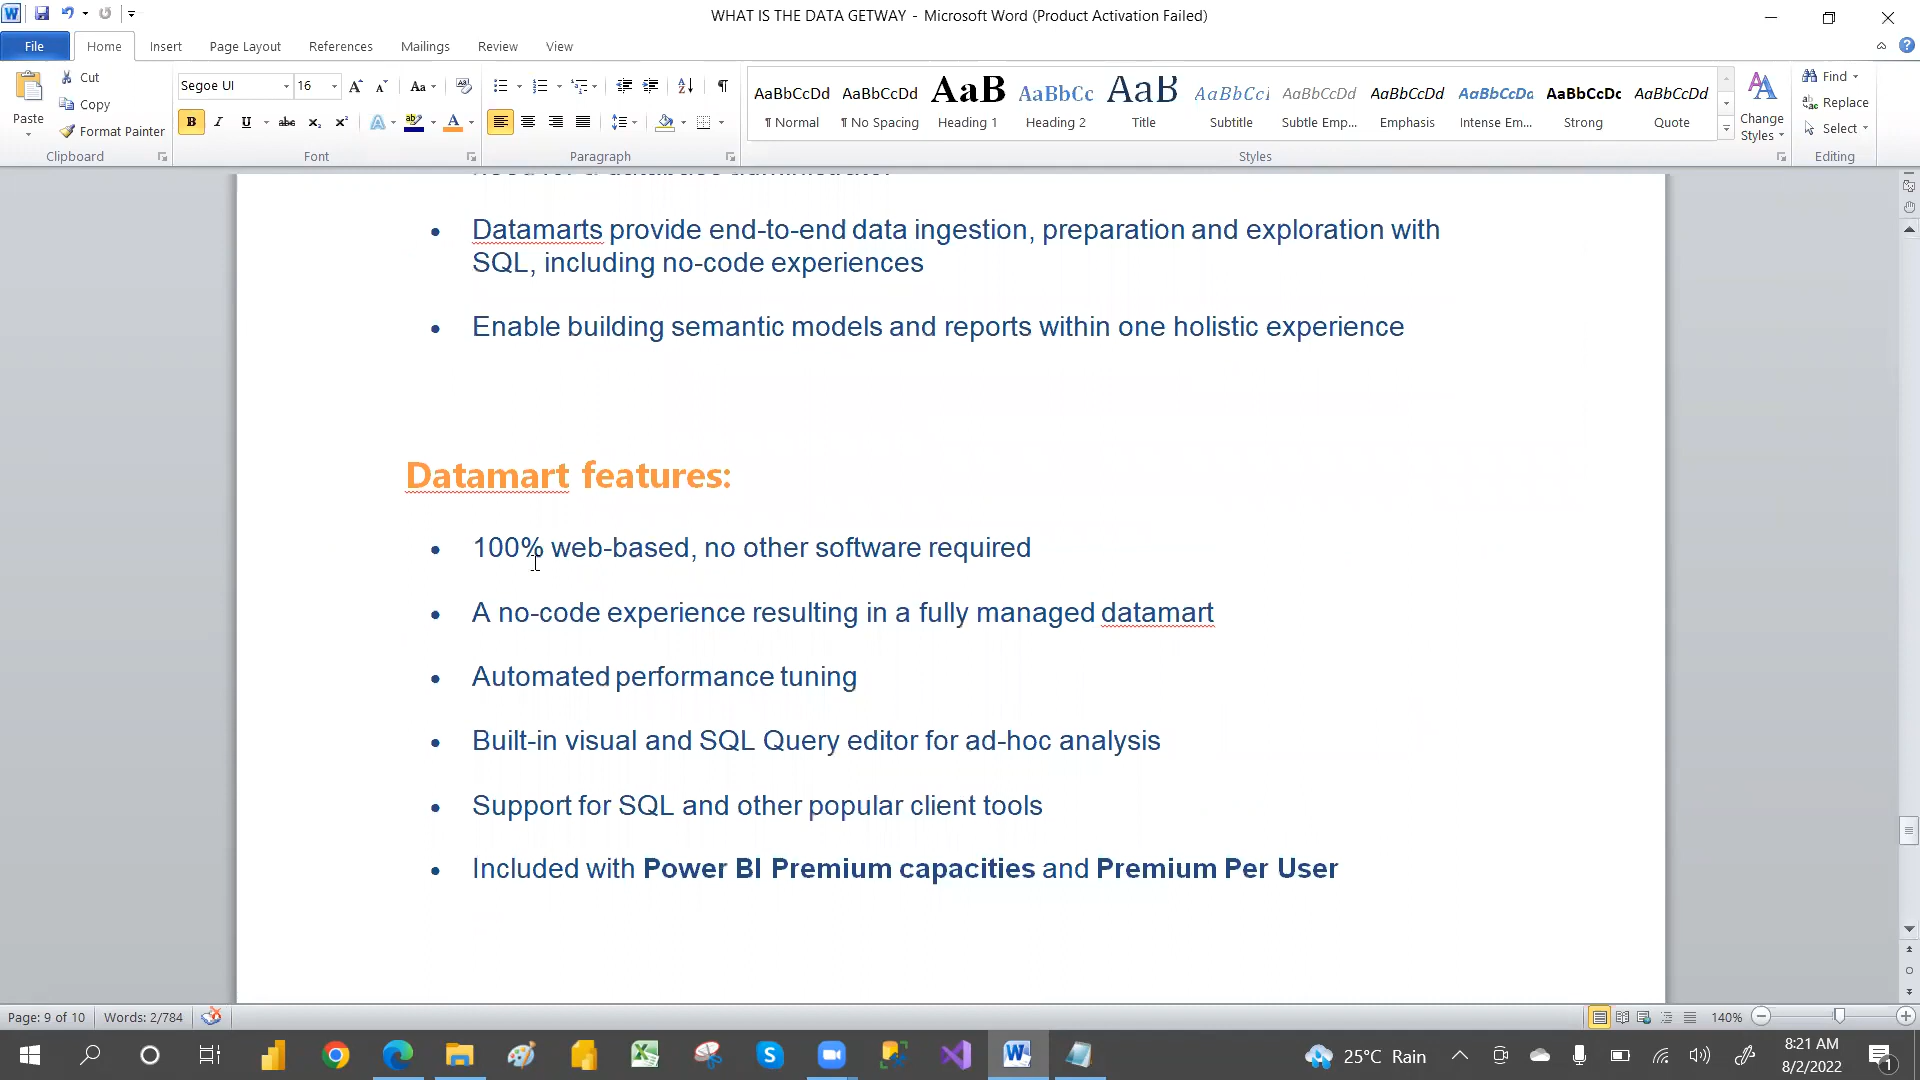 WHAT IS THE DATA GETWAY - Microsoft Word (Product Activation Failed)
File Home Insert Page Layout References Mailings Review View
Cut
Copy
Format Painter
Paste
Segoe UI 16
AaBbCcDd AaBbCcDd AaB AaBbCc AaB AaBbCcI AaBbCcDd AaBbCcDd AaBbCcDd AaBbCcDc AaBbCcDd
¶ Normal ¶ No Spacing Heading 1 Heading 2 Title Subtitle Subtle Emp... Emphasis Intense Em... Strong Quote
Change Styles
Find
Replace
Select
Clipboard Font Paragraph Styles Editing
• Datamarts provide end-to-end data ingestion, preparation and exploration with
SQL, including no-code experiences
• Enable building semantic models and reports within one holistic experience
Datamart features:
• 100% web-based, no other software required
• A no-code experience resulting in a fully managed datamart
• Automated performance tuning
• Built-in visual and SQL Query editor for ad-hoc analysis
• Support for SQL and other popular client tools
• Included with Power BI Premium capacities and Premium Per User
Page: 9 of 10 Words: 2/784 140%
25°C Rain
8:21 AM
8/2/2022
1